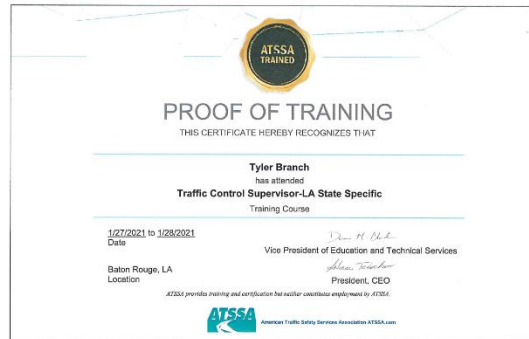 ATSSA
TRAINED
PROOF OF TRAINING
THIS CERTIFICATE HEREBY RECOGNIZES THAT
Tyler Branch
has attended
Traffic Control Supervisor-LA State Specific
Training Course
1/27/2021 to 1/28/2021
Date
Vice President of Education and Technical Services
Baton Rouge, LA
Location
President, CEO
ATSSA provides training and certification but neither constitutes employment by ATSSA.
ATSSA
American Traffic Safety Services Association ATSSA.com